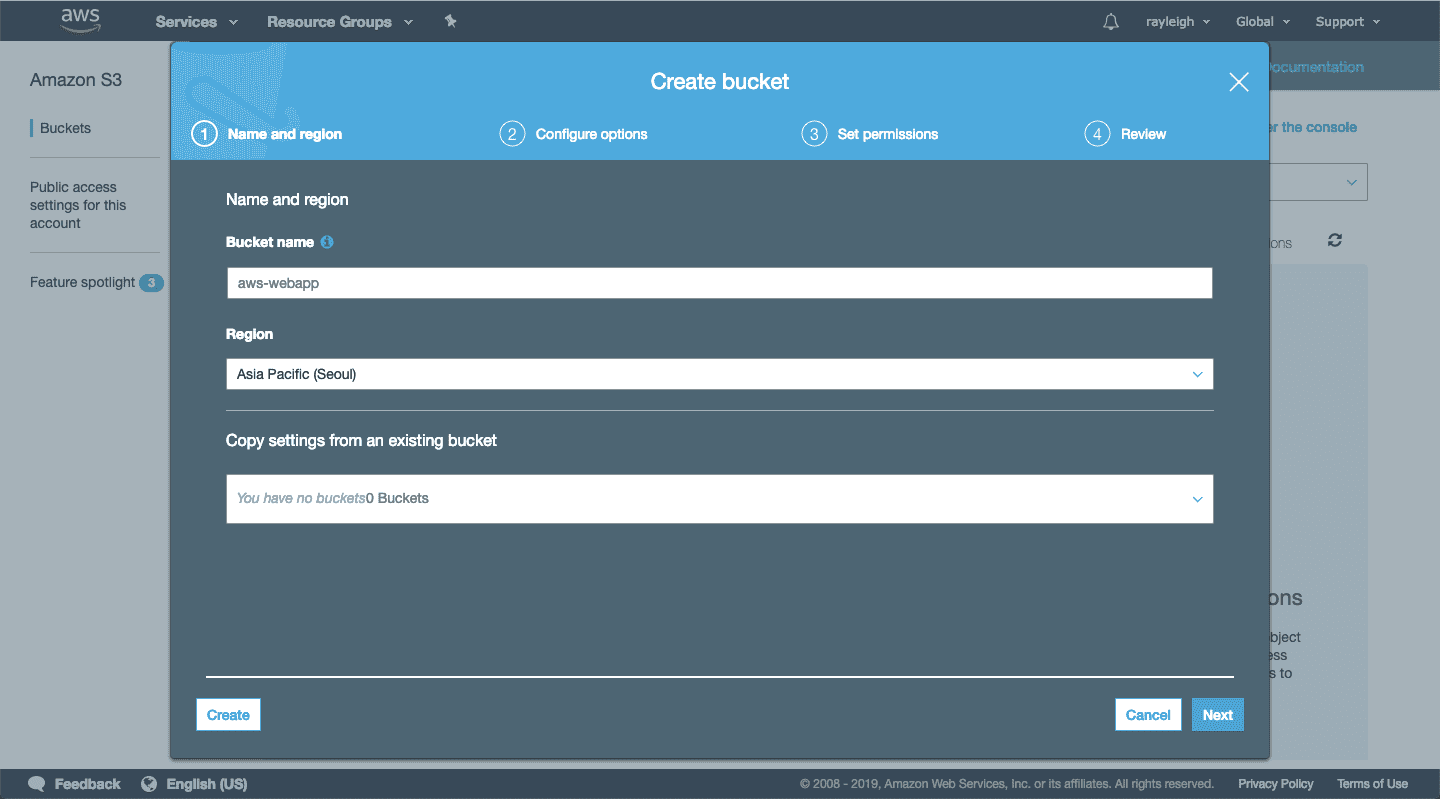 aws Services Resource Groups rayleigh Global Support
Amazon S3
Buckets
Public access
settings for this
account
Feature spotlight 3
Documentation
Create bucket
1 Name and region 2 Configure options 3 Set permissions 4 Review
Name and region
Bucket name
aws-webapp
Region
Asia Pacific (Seoul)
Copy settings from an existing bucket
You have no buckets0 Buckets
Create Cancel Next
er the console
ons
ons
bject
ess
s to
Feedback English (US) © 2008 - 2019, Amazon Web Services, Inc. or its affiliates. All rights reserved. Privacy Policy Terms of Use